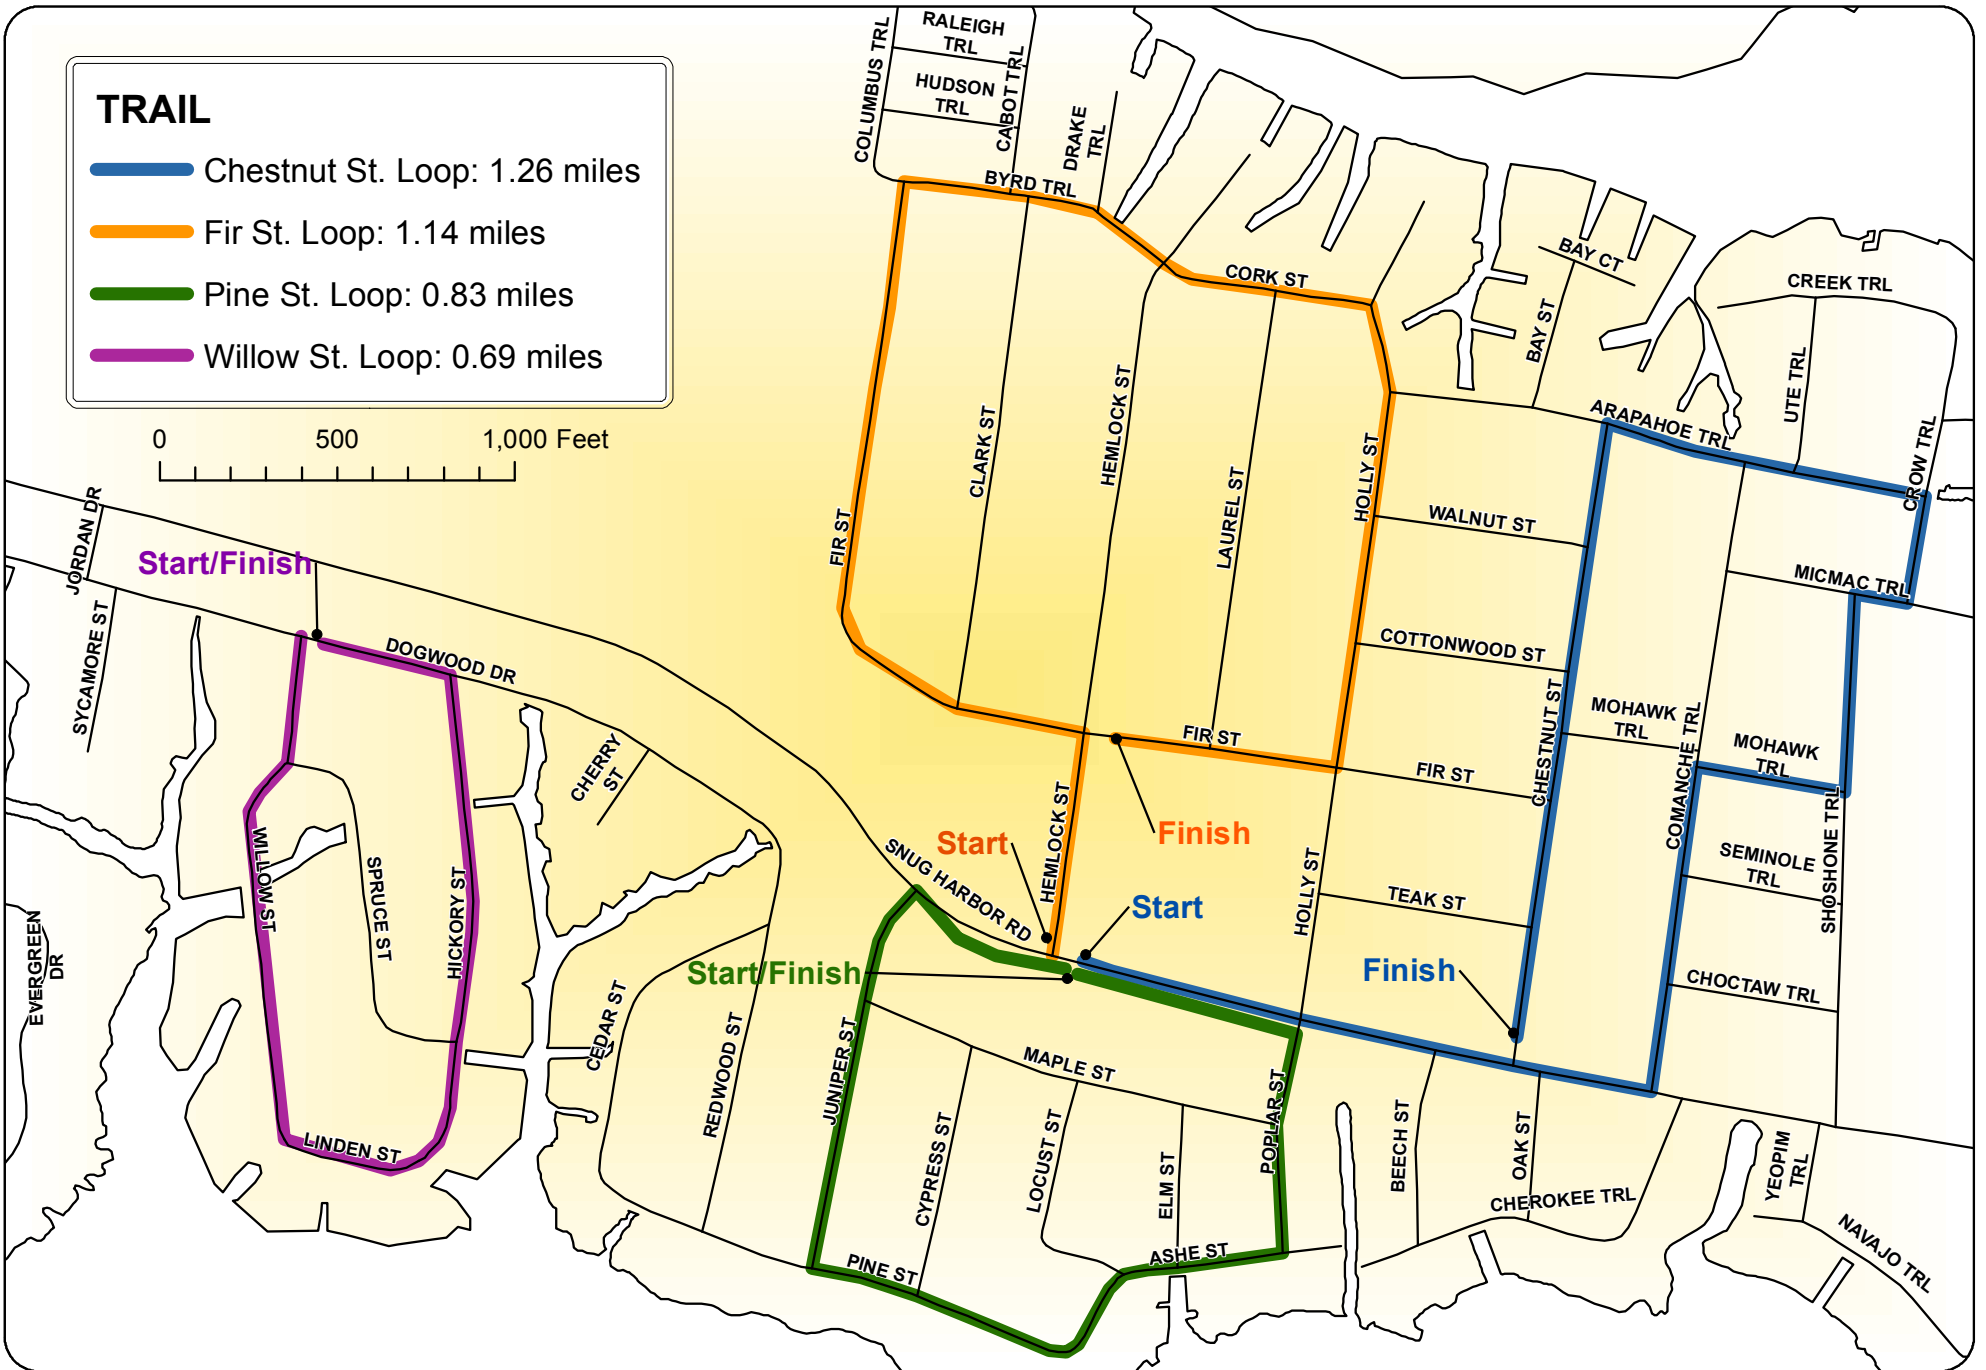 TRAIL
Chestnut St. Loop: 1.26 miles
Fir St. Loop: 1.14 miles
Pine St. Loop: 0.83 miles
Willow St. Loop: 0.69 miles
0 500 1,000 Feet
COLUMBUS TRL
RALEIGH
TRL
HUDSON
TRL
CABOT TRL
DRAKE
TRL
BYRD TRL
CORK ST
BAY CT
BAY ST
CREEK TRL
UTE TRL
CROW TRL
ARAPAHOE TRL
FIR ST
CLARK ST
HEMLOCK ST
LAUREL ST
HOLLY ST
WALNUT ST
COTTONWOOD ST
MICMAC TRL
JORDAN DR
Start/Finish
SYCAMORE ST
DOGWOOD DR
CHERRY
ST
FIR ST
FIR ST
CHESTNUT ST
MOHAWK
TRL
MOHAWK
TRL
COMANCHE TRL
SEMINOLE
TRL
SHOSHONE TRL
CHOCTAW TRL
TEAK ST
HOLLY ST
HEMLOCK ST
Start
Finish
Start
Finish
SNUG HARBOR RD
Start/Finish
WILLOW ST
SPRUCE ST
HICKORY ST
LINDEN ST
EVERGREEN
DR
CEDAR ST
REDWOOD ST
JUNIPER ST
MAPLE ST
CYPRESS ST
LOCUST ST
ELM ST
POPLAR ST
PINE ST
ASHE ST
BEECH ST
OAK ST
CHEROKEE TRL
YEOPIM
TRL
NAVAJO TRL